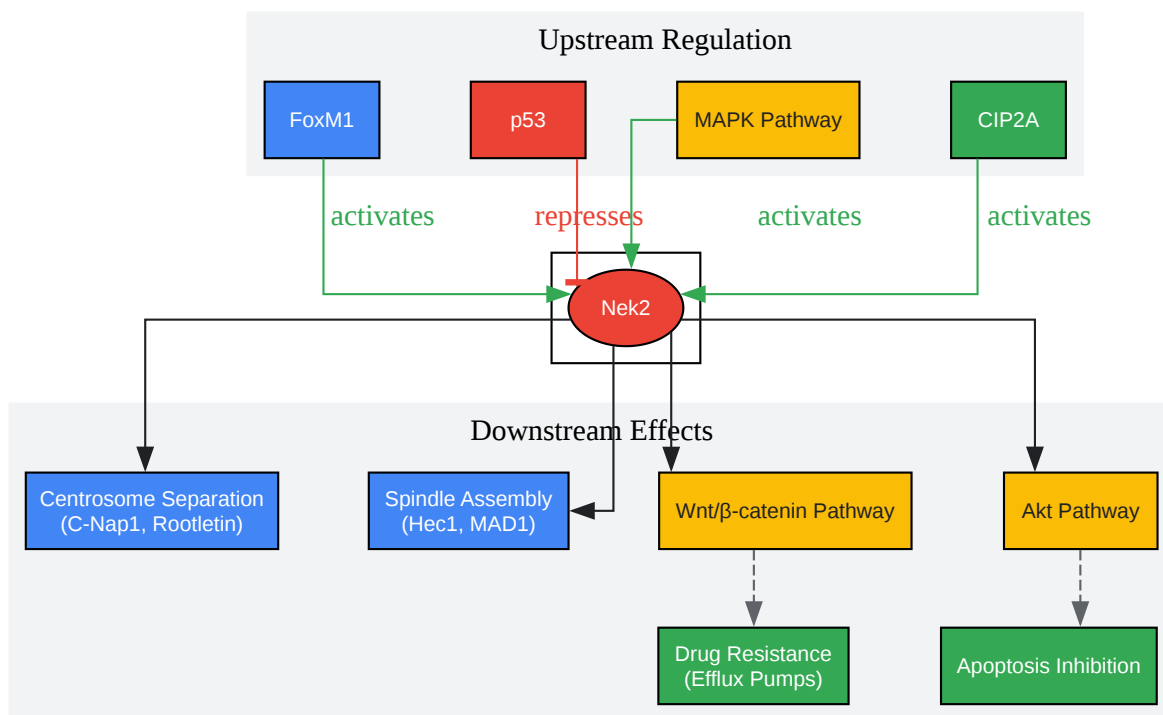 Upstream Regulation
FoxM1
p53
MAPK Pathway
CIP2A
activates
represses
activates
activates
Nek2
Downstream Effects
Centrosome Separation
(C-Nap1, Rootletin)
Spindle Assembly
(Hec1, MAD1)
Wnt/β-catenin Pathway
Akt Pathway
Drug Resistance
(Efflux Pumps)
Apoptosis Inhibition